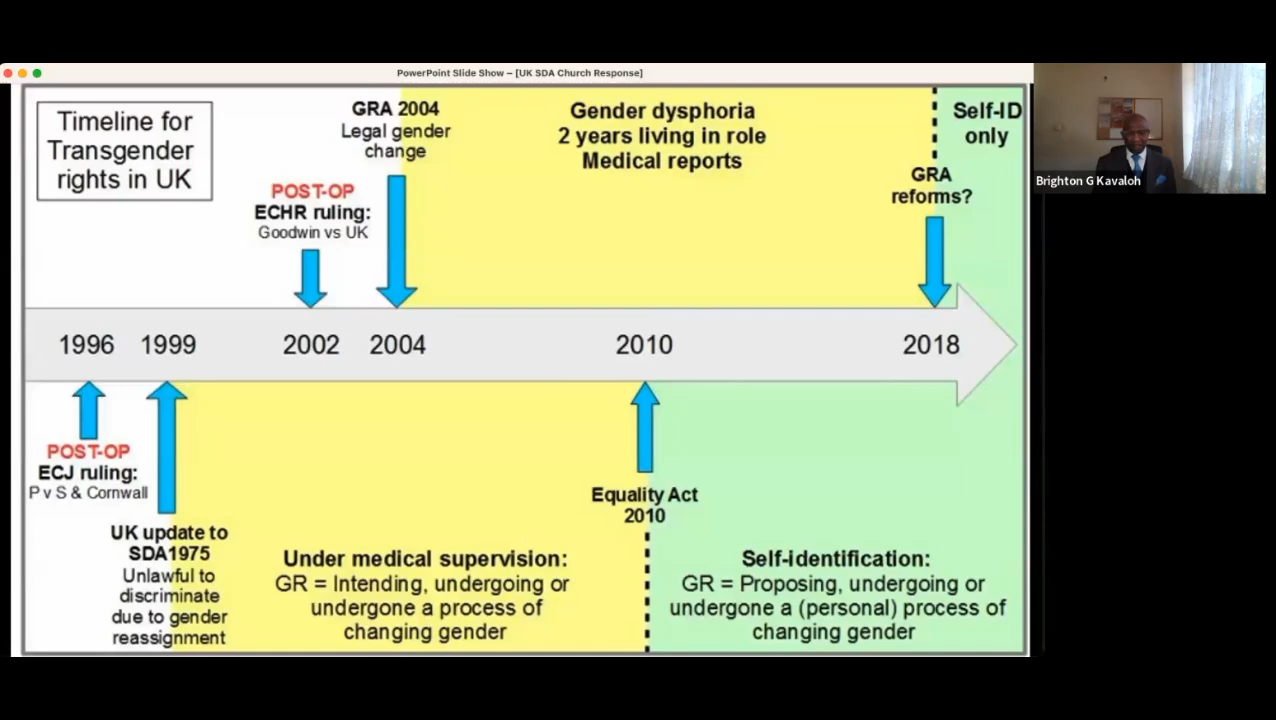 PowerPoint Slide Show – [UK SDA Church Response]
Timeline for
Transgender
rights in UK
GRA 2004
Legal gender
change
Gender dysphoria
2 years living in role
Medical reports
Self-ID
only
POST-OP
ECHR ruling:
Goodwin vs UK
GRA
reforms?
Brighton G Kavaloh
1996 1999 2002 2004 2010 2018
POST-OP
ECJ ruling:
P v S & Cornwall
UK update to
SDA1975
Unlawful to
discriminate
due to gender
reassignment
Under medical supervision:
GR = Intending, undergoing or
undergone a process of
changing gender
Equality Act
2010
Self-identification:
GR = Proposing, undergoing or
undergone a (personal) process of
changing gender